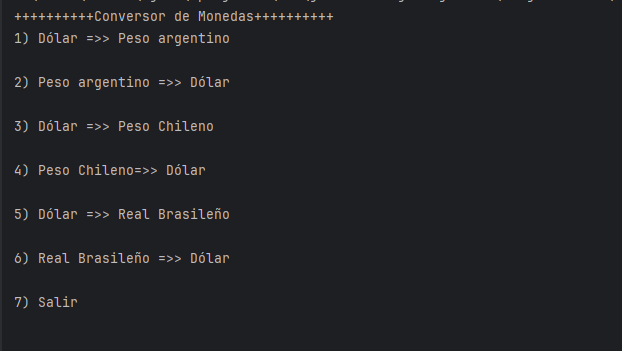 ++++++++++Conversor de Monedas++++++++++
1) Dólar =>> Peso argentino
2) Peso argentino =>> Dólar
3) Dólar =>> Peso Chileno
4) Peso Chileno=>> Dólar
5) Dólar =>> Real Brasileño
6) Real Brasileño =>> Dólar
7) Salir